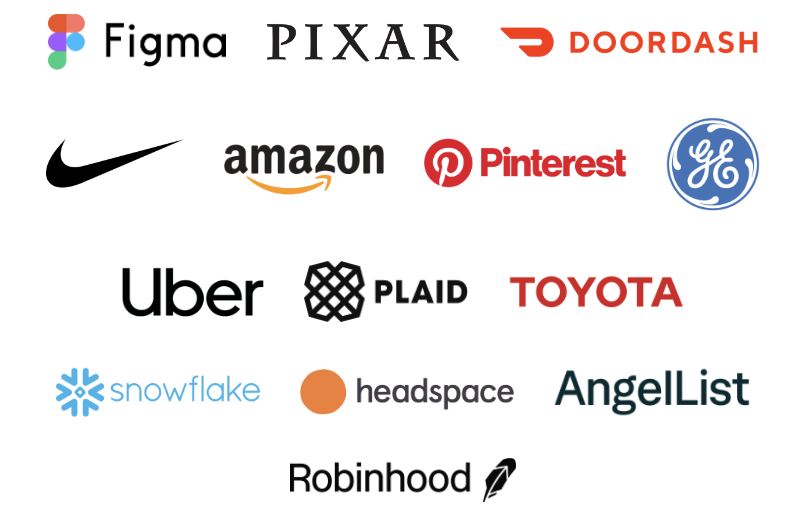 Figma PIXAR DOORDASH
amazon Pinterest GE
Uber PLAID TOYOTA
snowflake headspace AngelList
Robinhood